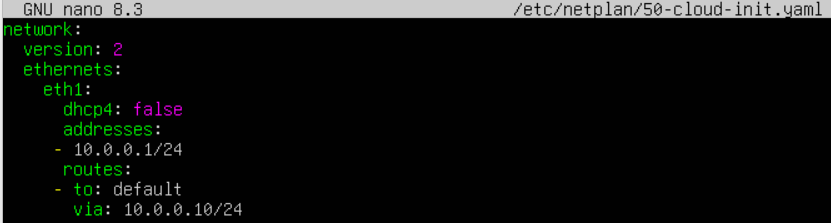 GNU nano 8.3 /etc/netplan/50-cloud-init.yaml
network:
  version: 2
  ethernets:
    eth1:
      dhcp4: false
      addresses:
     - 10.0.0.1/24
      routes:
     - to: default
       via: 10.0.0.10/24